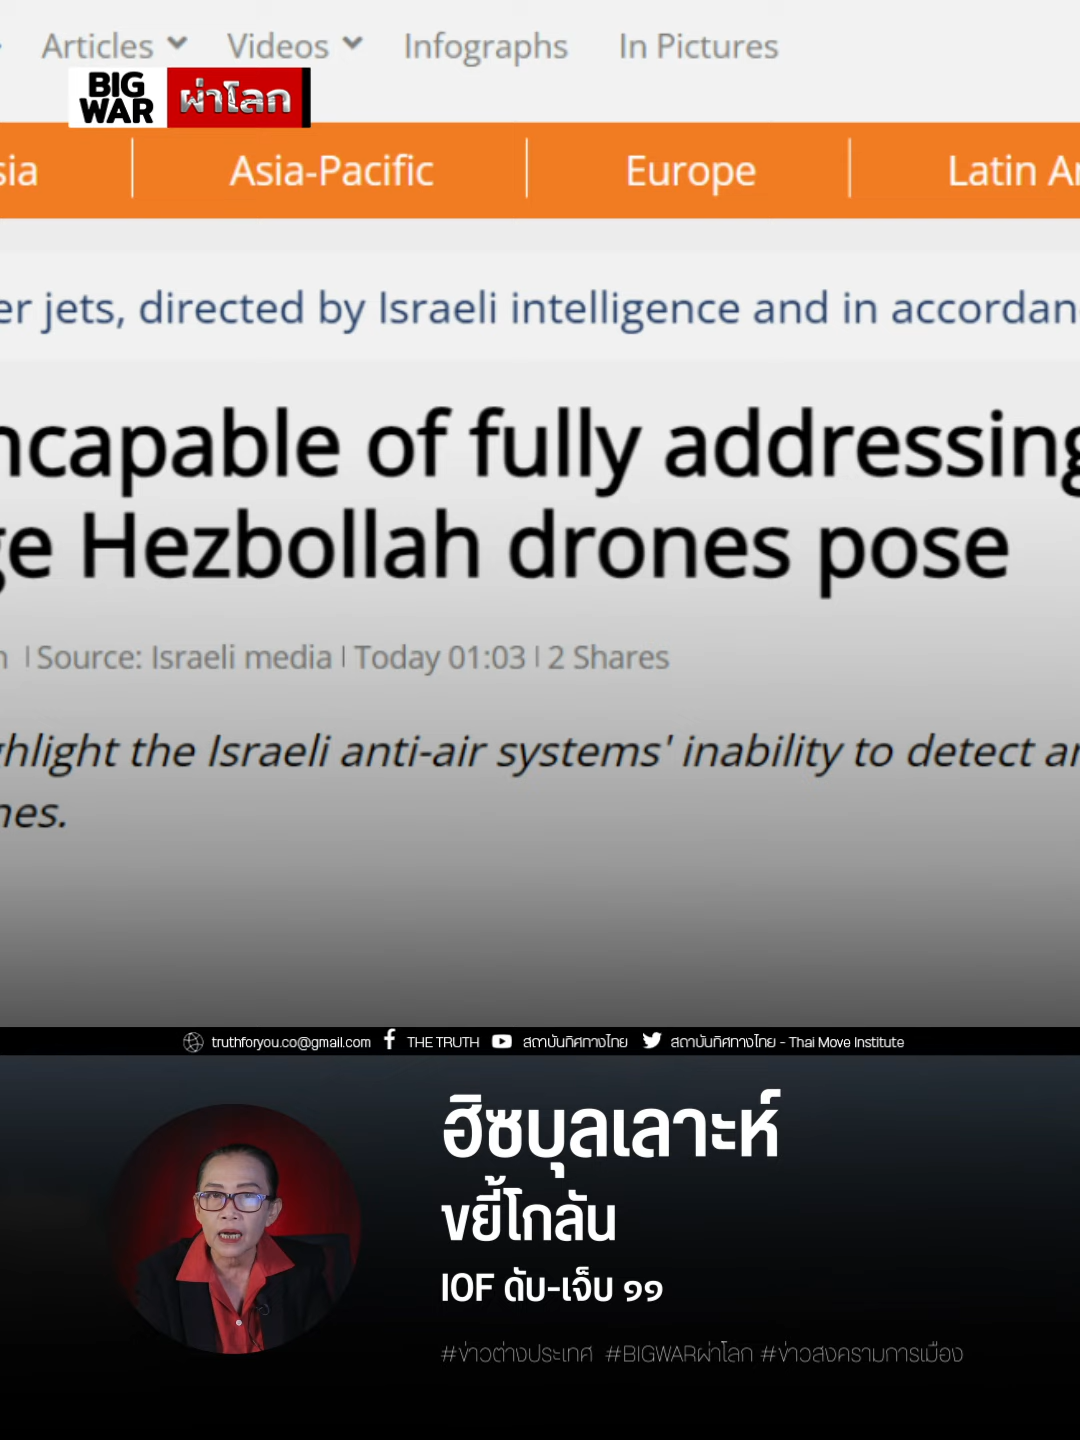 Articles Videos Infographs In Pictures
BIG
WAR
ผ่าโลก
sia Asia-Pacific Europe Latin Ar
er jets, directed by Israeli intelligence and in accordan
ncapable of fully addressing
ge Hezbollah drones pose
Source: Israeli media Today 01:03 2 Shares
ghlight the Israeli anti-air systems' inability to detect an
nes.
truthforyou.co@gmail.com THE TRUTH สถาบันทิศทางไทย สถาบันทิศทางไทย - Thai Move Institute
ฮิซบุลเลาะห์
ขยี้โกลัน
IOF ดับ-เจ็บ ๑๑
#ข่าวต่างประเทศ #BIGWARผ่าโลก #ข่าวสงครามการเมือง